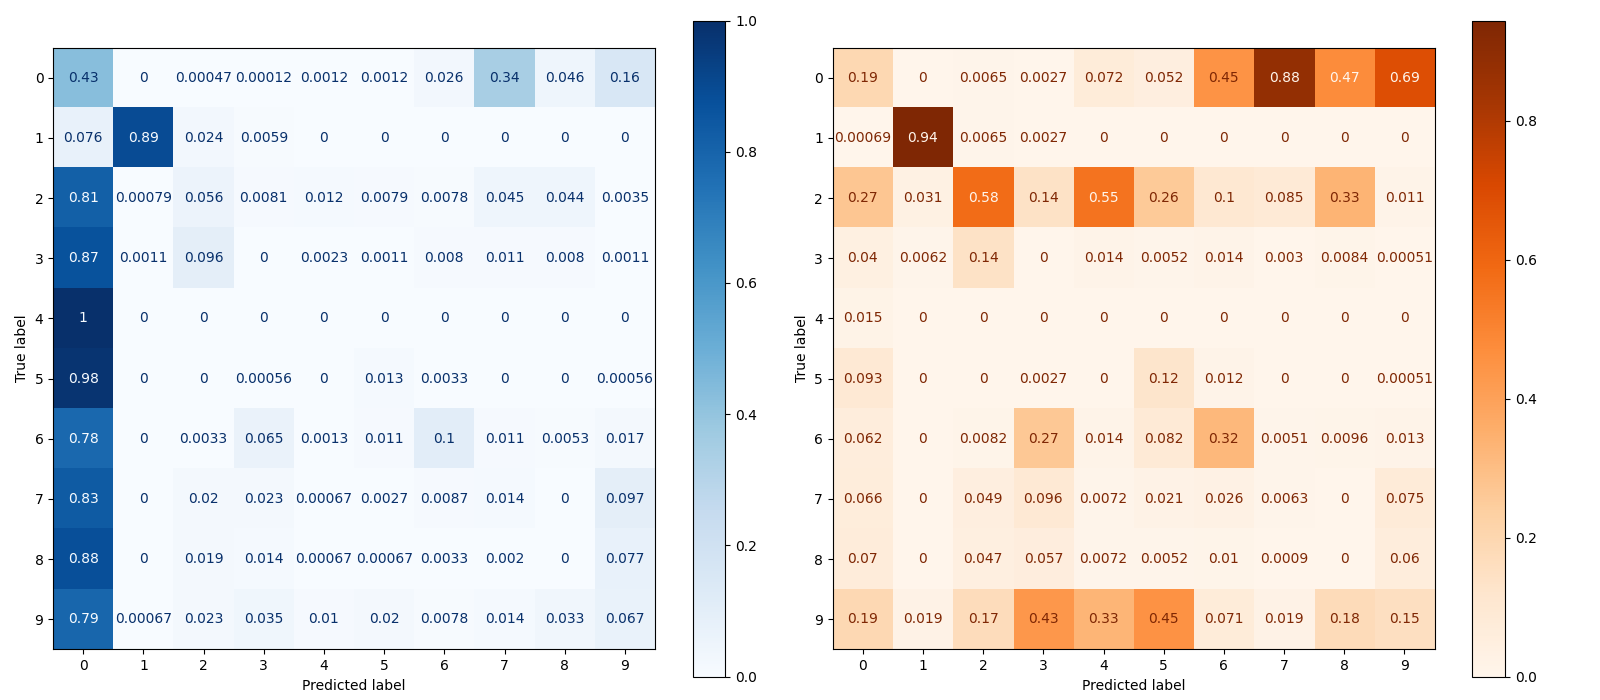 1.0
0.8
0.6
0.4
0.2
0.0
True label
0 0.43 0 0.00047 0.00012 0.0012 0.0012 0.026 0.34 0.046 0.16
1 0.076 0.89 0.024 0.0059 0 0 0 0 0 0
2 0.81 0.00079 0.056 0.0081 0.012 0.0079 0.0078 0.045 0.044 0.0035
3 0.87 0.0011 0.096 0 0.0023 0.0011 0.008 0.011 0.008 0.0011
4 1 0 0 0 0 0 0 0 0 0
5 0.98 0 0 0.00056 0 0.013 0.0033 0 0 0.00056
6 0.78 0 0.0033 0.065 0.0013 0.011 0.1 0.011 0.0053 0.017
7 0.83 0 0.02 0.023 0.00067 0.0027 0.0087 0.014 0 0.097
8 0.88 0 0.019 0.014 0.00067 0.00067 0.0033 0.002 0 0.077
9 0.79 0.00067 0.023 0.035 0.01 0.02 0.0078 0.014 0.033 0.067
0 1 2 3 4 5 6 7 8 9
Predicted label
0.8
0.6
0.4
0.2
0.0
True label
0 0.19 0 0.0065 0.0027 0.072 0.052 0.45 0.88 0.47 0.69
1 0.00069 0.94 0.0065 0.0027 0 0 0 0 0 0
2 0.27 0.031 0.58 0.14 0.55 0.26 0.1 0.085 0.33 0.011
3 0.04 0.0062 0.14 0 0.014 0.0052 0.014 0.003 0.0084 0.00051
4 0.015 0 0 0 0 0 0 0 0 0
5 0.093 0 0 0.0027 0 0.12 0.012 0 0 0.00051
6 0.062 0 0.0082 0.27 0.014 0.082 0.32 0.0051 0.0096 0.013
7 0.066 0 0.049 0.096 0.0072 0.021 0.026 0.0063 0 0.075
8 0.07 0 0.047 0.057 0.0072 0.0052 0.01 0.0009 0 0.06
9 0.19 0.019 0.17 0.43 0.33 0.45 0.071 0.019 0.18 0.15
0 1 2 3 4 5 6 7 8 9
Predicted label